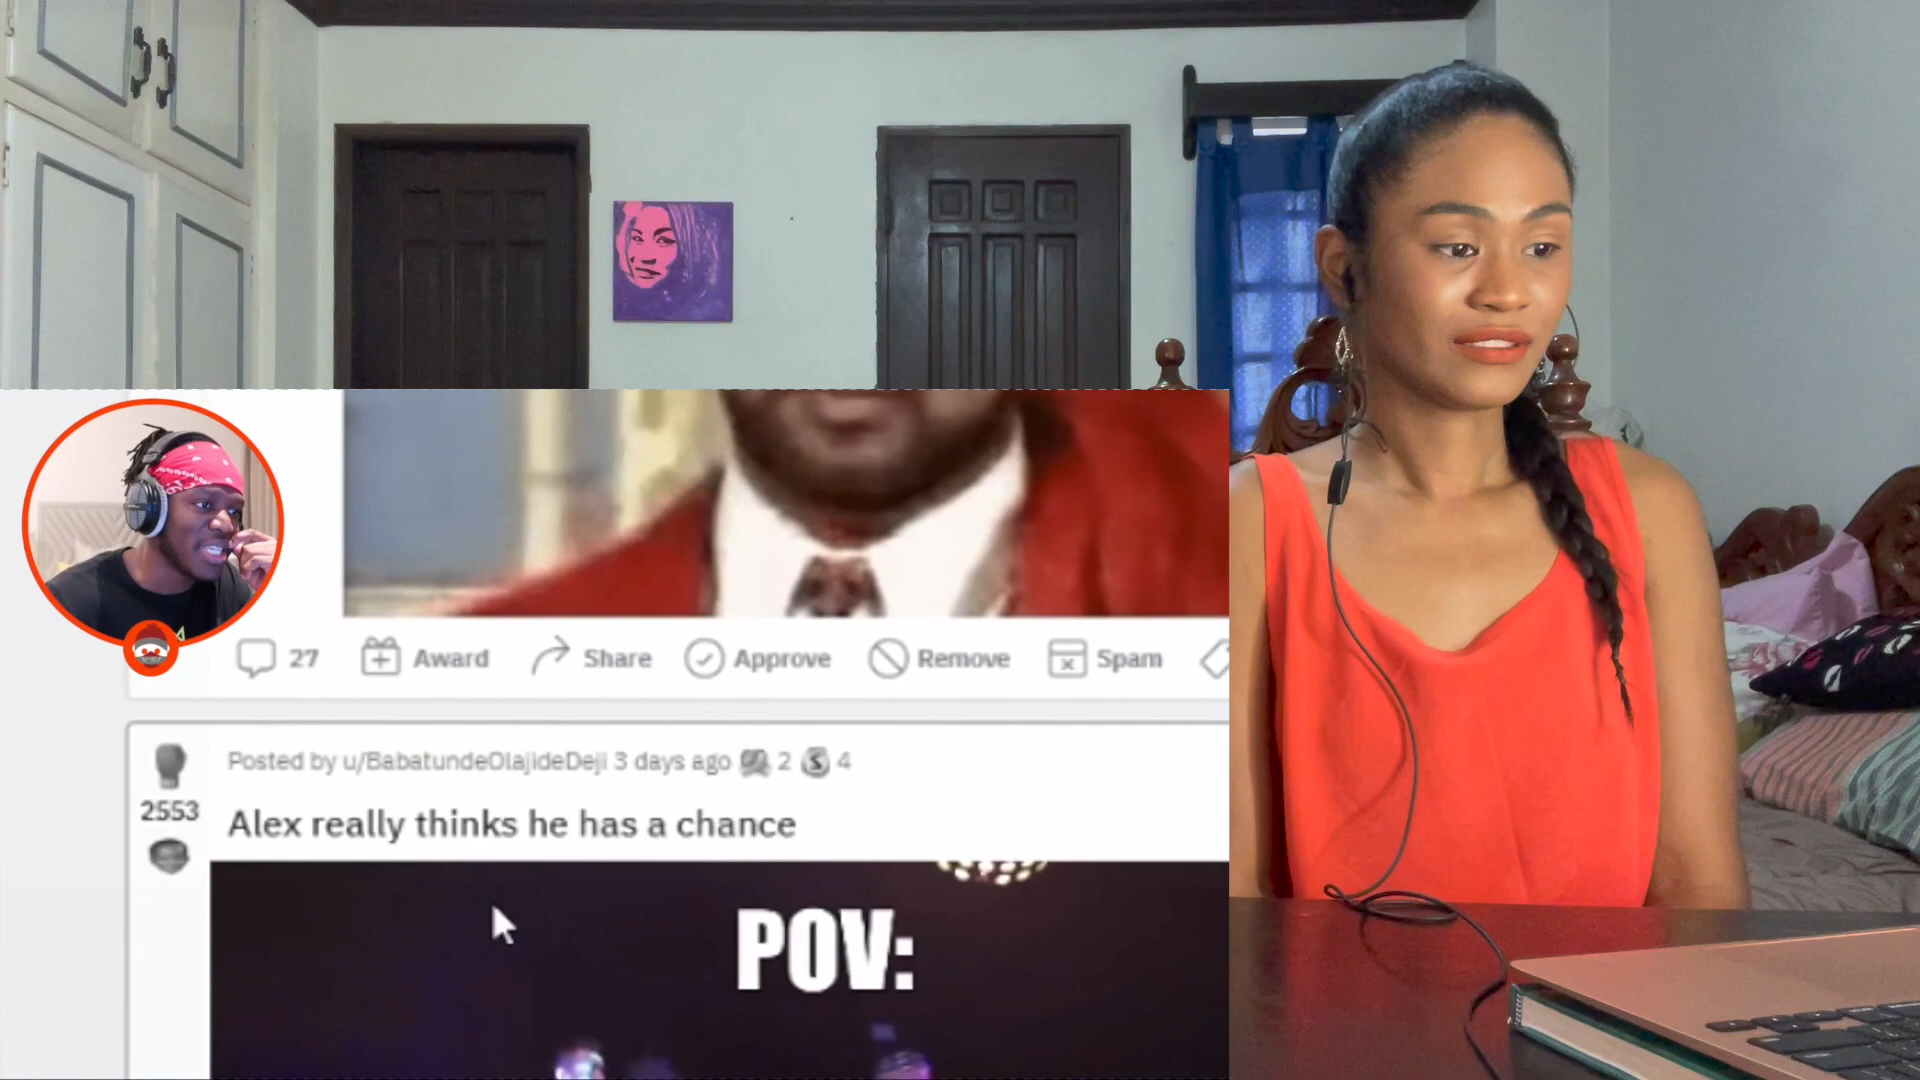 27 Award Share Approve Remove Spam
Posted by u/BabatundeOlajideDeji 3 days ago 2 4
2553
Alex really thinks he has a chance
POV: